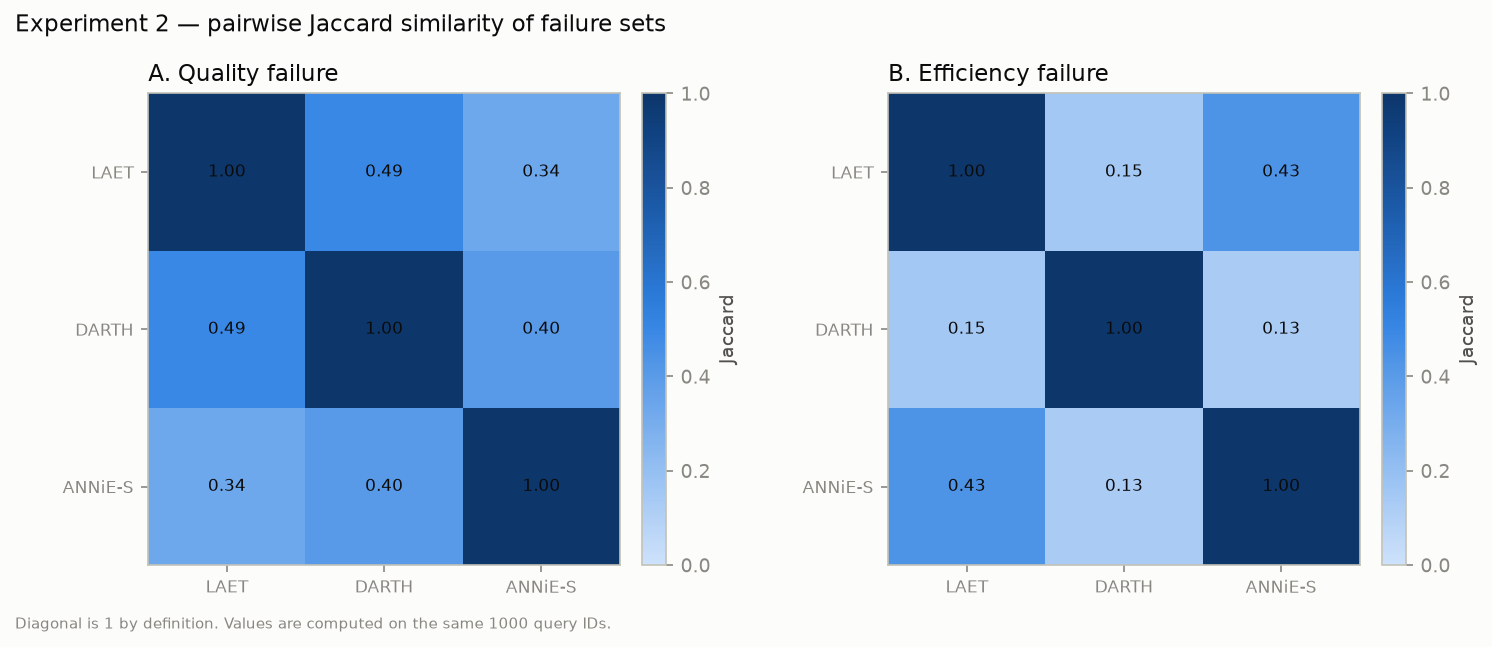 Experiment 2 — pairwise Jaccard similarity of failure sets
A. Quality failure
LAET
DARTH
ANNiE-S
1.00 0.49 0.34
0.49 1.00 0.40
0.34 0.40 1.00
LAET DARTH ANNiE-S
1.0
0.8
0.6
0.4
0.2
0.0
Jaccard
B. Efficiency failure
LAET
DARTH
ANNiE-S
1.00 0.15 0.43
0.15 1.00 0.13
0.43 0.13 1.00
LAET DARTH ANNiE-S
1.0
0.8
0.6
0.4
0.2
0.0
Jaccard
Diagonal is 1 by definition. Values are computed on the same 1000 query IDs.